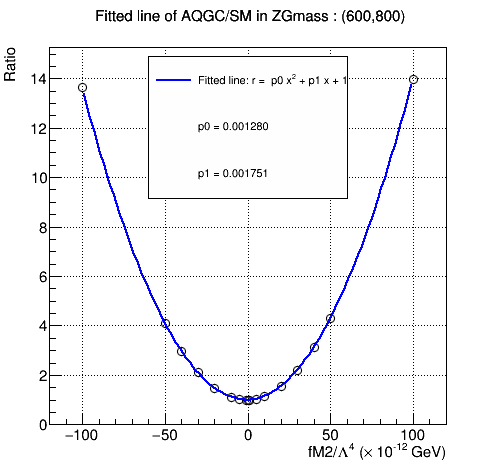 Fitted line of AQGC/SM in ZGmass : (600,800)
Ratio
14
12
10
8
6
4
2
0
Fitted line: r = p0 x² + p1 x + 1
p0 = 0.001280
p1 = 0.001751
−100 −50 0 50 100
fM2/Λ⁴ (× 10⁻¹² GeV)